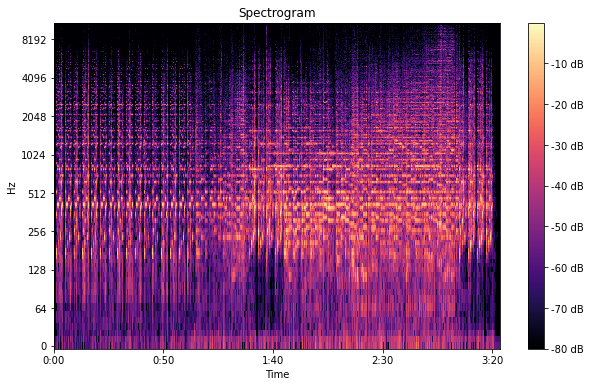 Spectrogram
8192
4096
2048
1024
512
256
128
64
0
Hz
0:00
0:50
1:40
2:30
3:20
Time
-10 dB
-20 dB
-30 dB
-40 dB
-50 dB
-60 dB
-70 dB
-80 dB